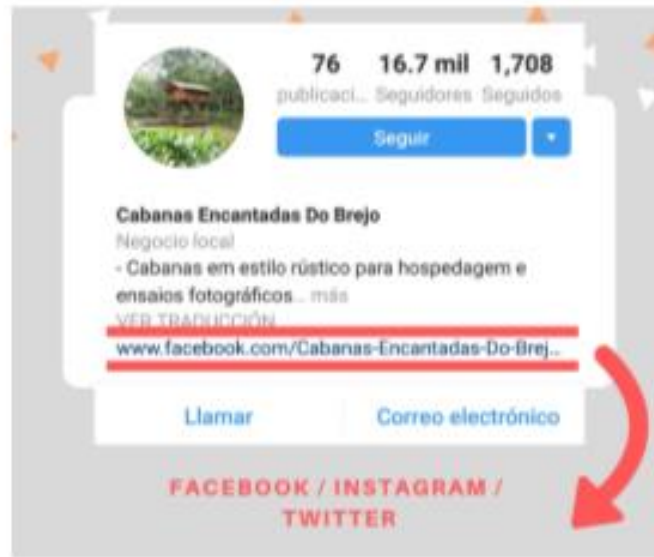 76 16.7 mil 1,708
publicaci... Seguidores Seguidos
Seguir
Cabanas Encantadas Do Brejo
Negocio local
- Cabanas em estilo rústico para hospedagem e
ensaios fotográficos... más
VER TRADUCCIÓN
www.facebook.com/Cabanas-Encantadas-Do-Brej...
Llamar Correo electrónico
FACEBOOK / INSTAGRAM /
TWITTER